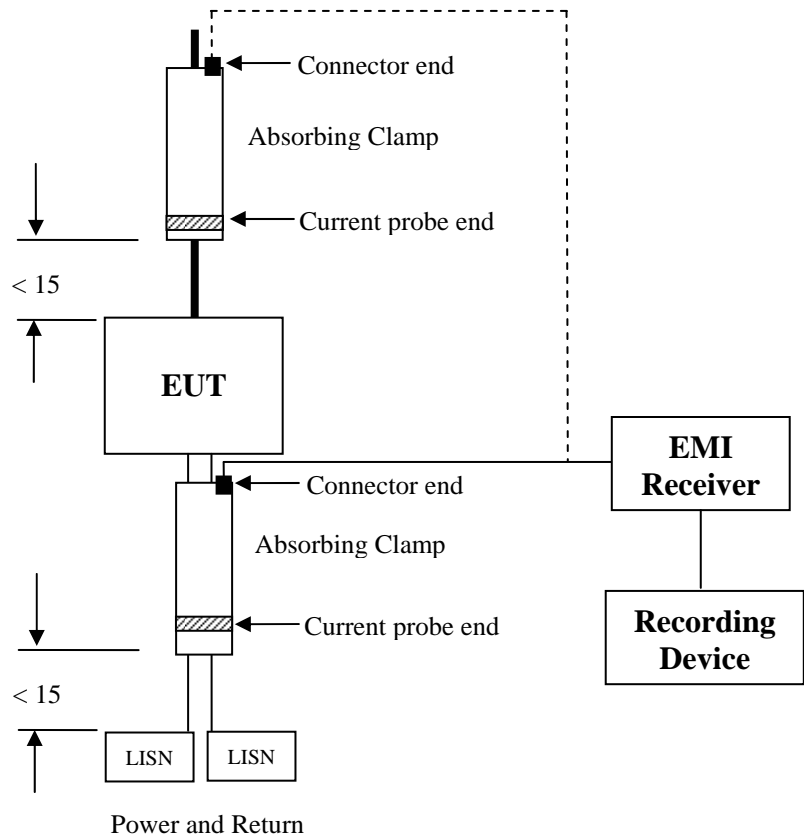 Connector end
Absorbing Clamp
Current probe end
< 15
EUT
EMI
Receiver
Connector end
Absorbing Clamp
Current probe end
Recording
Device
< 15
LISN
LISN
Power and Return